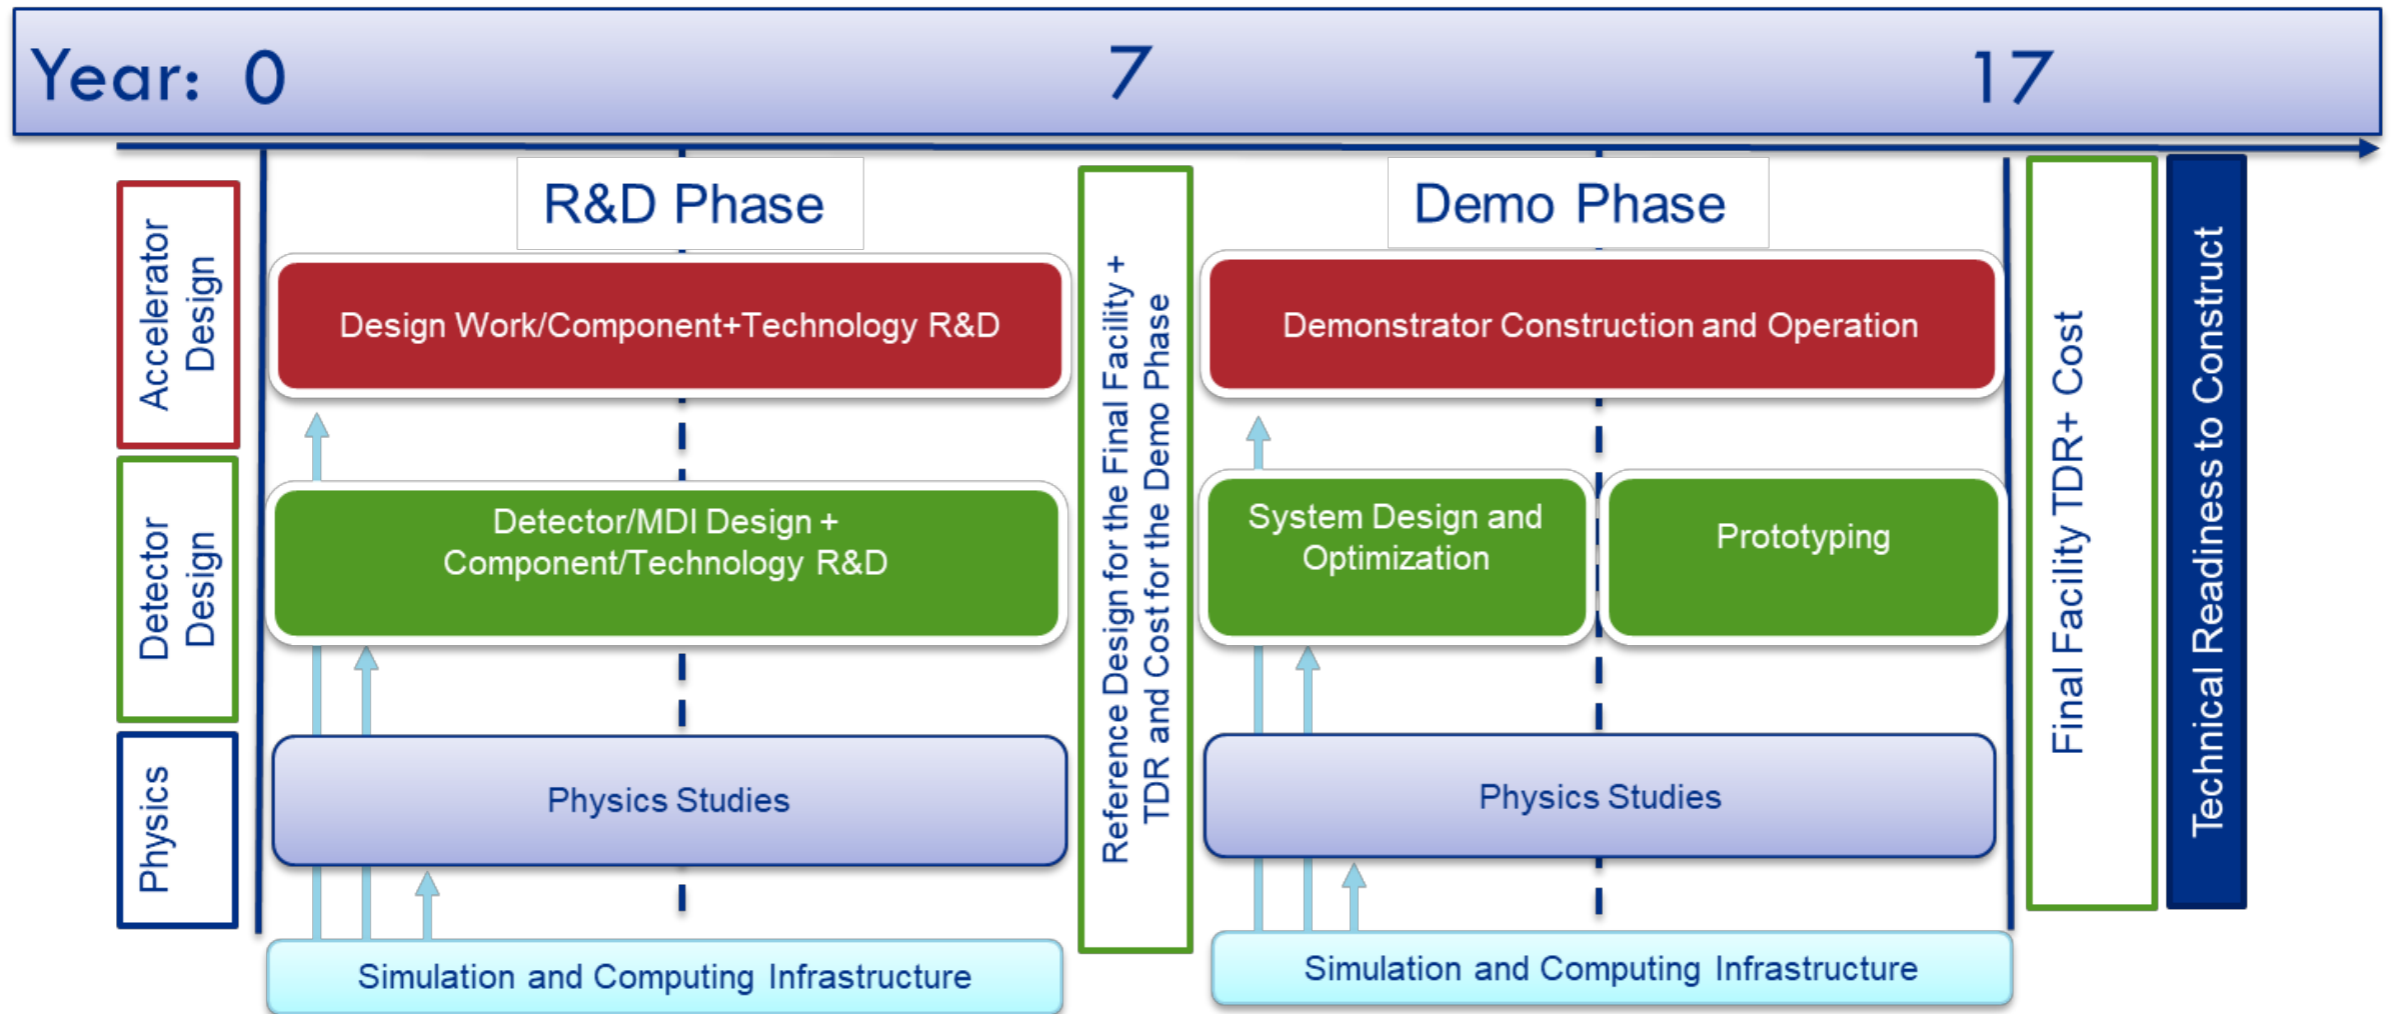 Year: 0 7 17
R&D Phase
Demo Phase
Accelerator
Design
Design Work/Component+Technology R&D
Demonstrator Construction and Operation
Detector
Design
Detector/MDI Design +
Component/Technology R&D
System Design and
Optimization
Prototyping
Physics
Physics Studies
Physics Studies
Simulation and Computing Infrastructure
Simulation and Computing Infrastructure
Reference Design for the Final Facility +
TDR and Cost for the Demo Phase
Final Facility TDR+ Cost
Technical Readiness to Construct